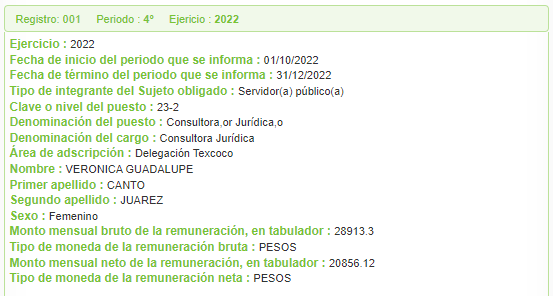 Registro: 001 Periodo : 4º Ejericio : 2022
Ejercicio : 2022
Fecha de inicio del periodo que se informa : 01/10/2022
Fecha de término del periodo que se informa : 31/12/2022
Tipo de integrante del Sujeto obligado : Servidor(a) público(a)
Clave o nivel del puesto : 23-2
Denominación del puesto : Consultora,or Jurídica,o
Denominación del cargo : Consultora Jurídica
Área de adscripción : Delegación Texcoco
Nombre : VERONICA GUADALUPE
Primer apellido : CANTO
Segundo apellido : JUAREZ
Sexo : Femenino
Monto mensual bruto de la remuneración, en tabulador : 28913.3
Tipo de moneda de la remuneración bruta : PESOS
Monto mensual neto de la remuneración, en tabulador : 20856.12
Tipo de moneda de la remuneración neta : PESOS